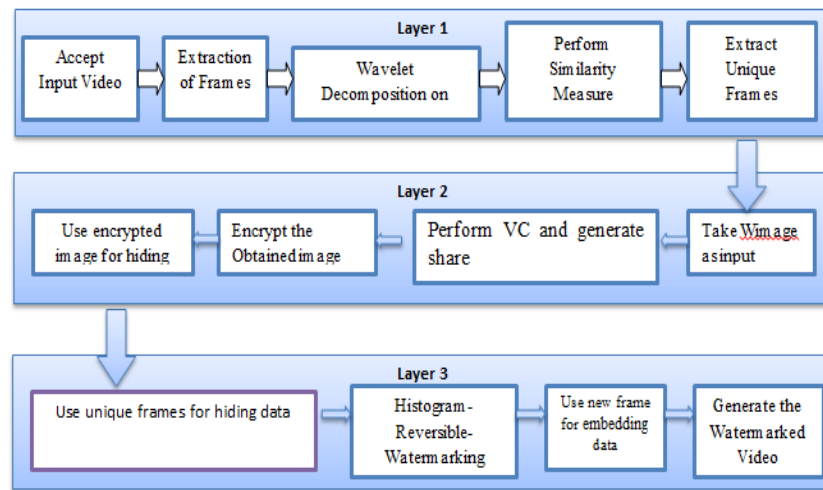 Layer 1
Accept
Input Video
Extraction
of Frames
Wavelet
Decomposition on
Perform
Similarity
Measure
Extract
Unique
Frames
Layer 2
Take Wimage
as input
Perform VC and generate
share
Encrypt the
Obtained image
Use encrypted
image for hiding
Layer 3
Use unique frames for hiding data
Histogram-
Reversible-
Watermarking
Use new frame
for embedding
data
Generate the
Watermarked
Video